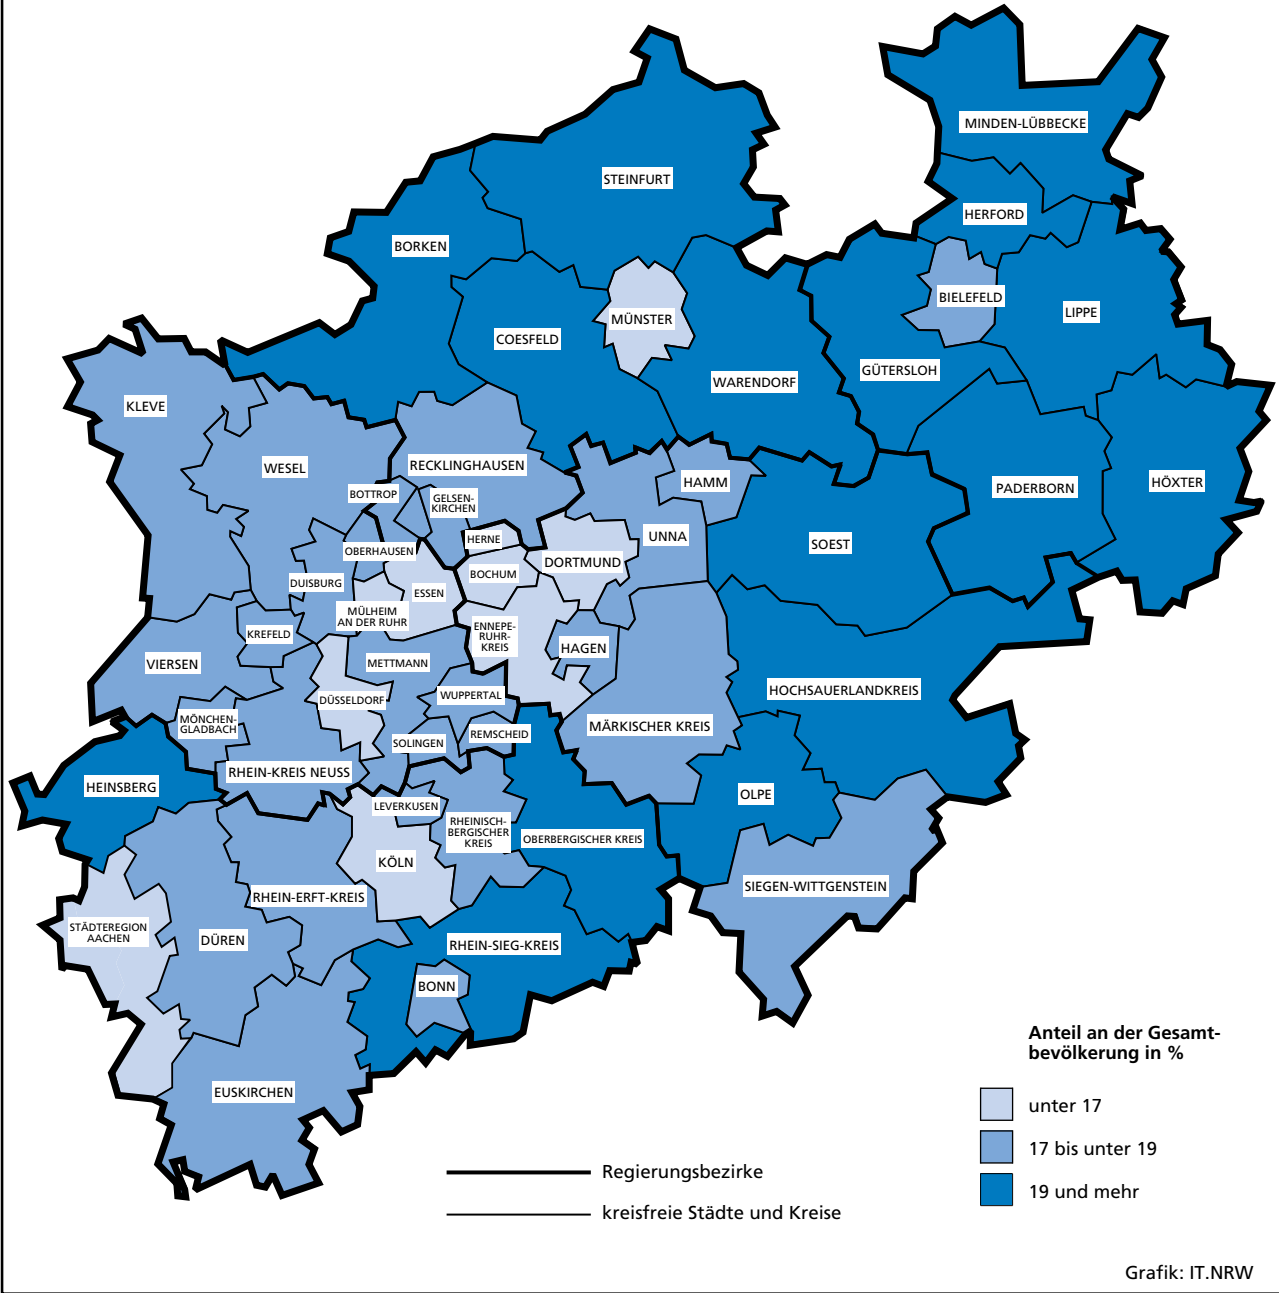 MINDEN-LÜBBECKE
STEINFURT
HERFORD
BORKEN
BIELEFELD
LIPPE
MÜNSTER
COESFELD
GÜTERSLOH
WARENDORF
KLEVE
RECKLINGHAUSEN
WESEL
HAMM
HÖXTER
PADERBORN
BOTTROP
GELSEN-
KIRCHEN
UNNA
HERNE
SOEST
OBERHAUSEN
DORTMUND
BOCHUM
DUISBURG
ESSEN
MÜLHEIM
AN DER RUHR
ENNEPE-
RUHR-
KREIS
KREFELD
HAGEN
VIERSEN
METTMANN
HOCHSAUERLANDKREIS
WUPPERTAL
DÜSSELDORF
MÖNCHEN-
GLADBACH
MÄRKISCHER KREIS
REMSCHEID
SOLINGEN
RHEIN-KREIS NEUSS
HEINSBERG
OLPE
LEVERKUSEN
RHEINISCH-
BERGISCHER
KREIS
OBERBERGISCHER KREIS
KÖLN
SIEGEN-WITTGENSTEIN
RHEIN-ERFT-KREIS
STÄDTEREGION
AACHEN
DÜREN
RHEIN-SIEG-KREIS
BONN
EUSKIRCHEN
Anteil an der Gesamt-
bevölkerung in %
unter 17
17 bis unter 19
19 und mehr
Regierungsbezirke
kreisfreie Städte und Kreise
Grafik: IT.NRW